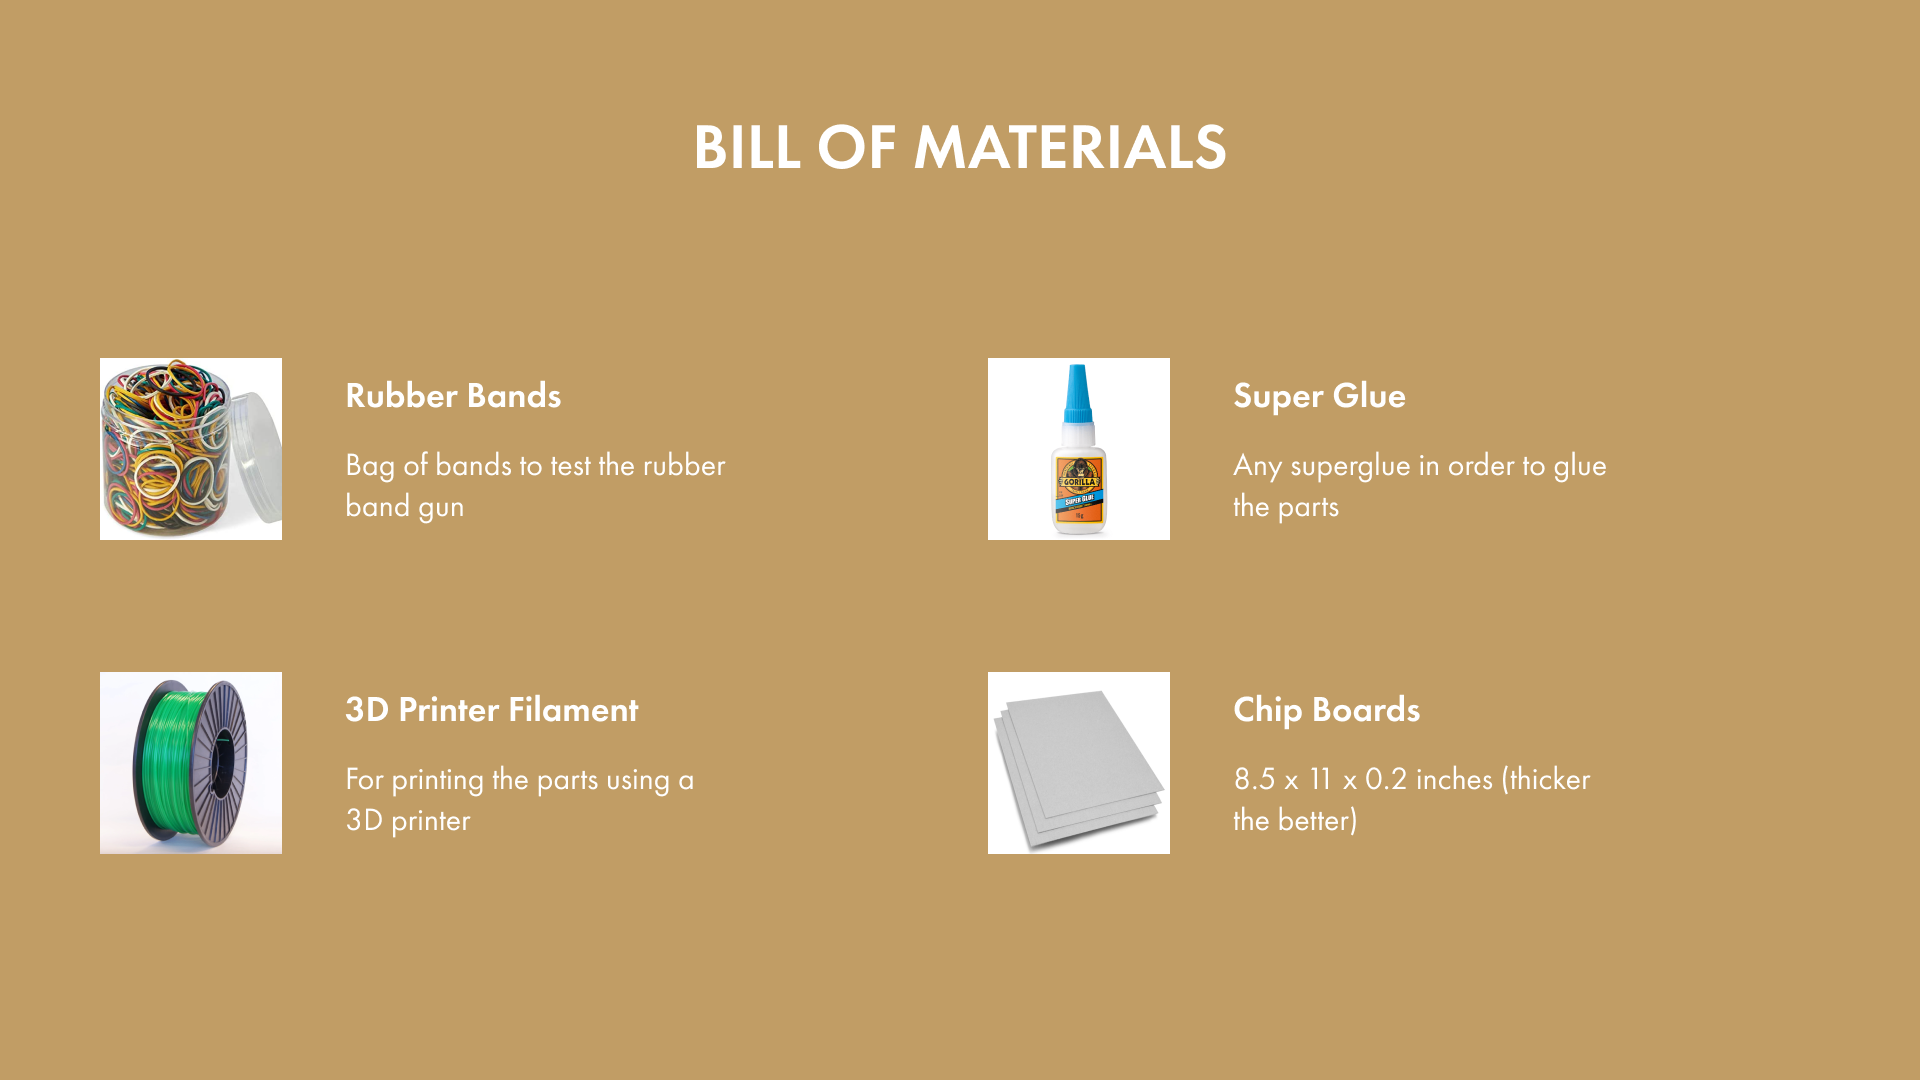 BILL OF MATERIALS
Rubber Bands
Bag of bands to test the rubber
band gun
Super Glue
Any superglue in order to glue
the parts
GORILLA
SUPER GLUE
15g
3D Printer Filament
For printing the parts using a
3D printer
Chip Boards
8.5 x 11 x 0.2 inches (thicker
the better)